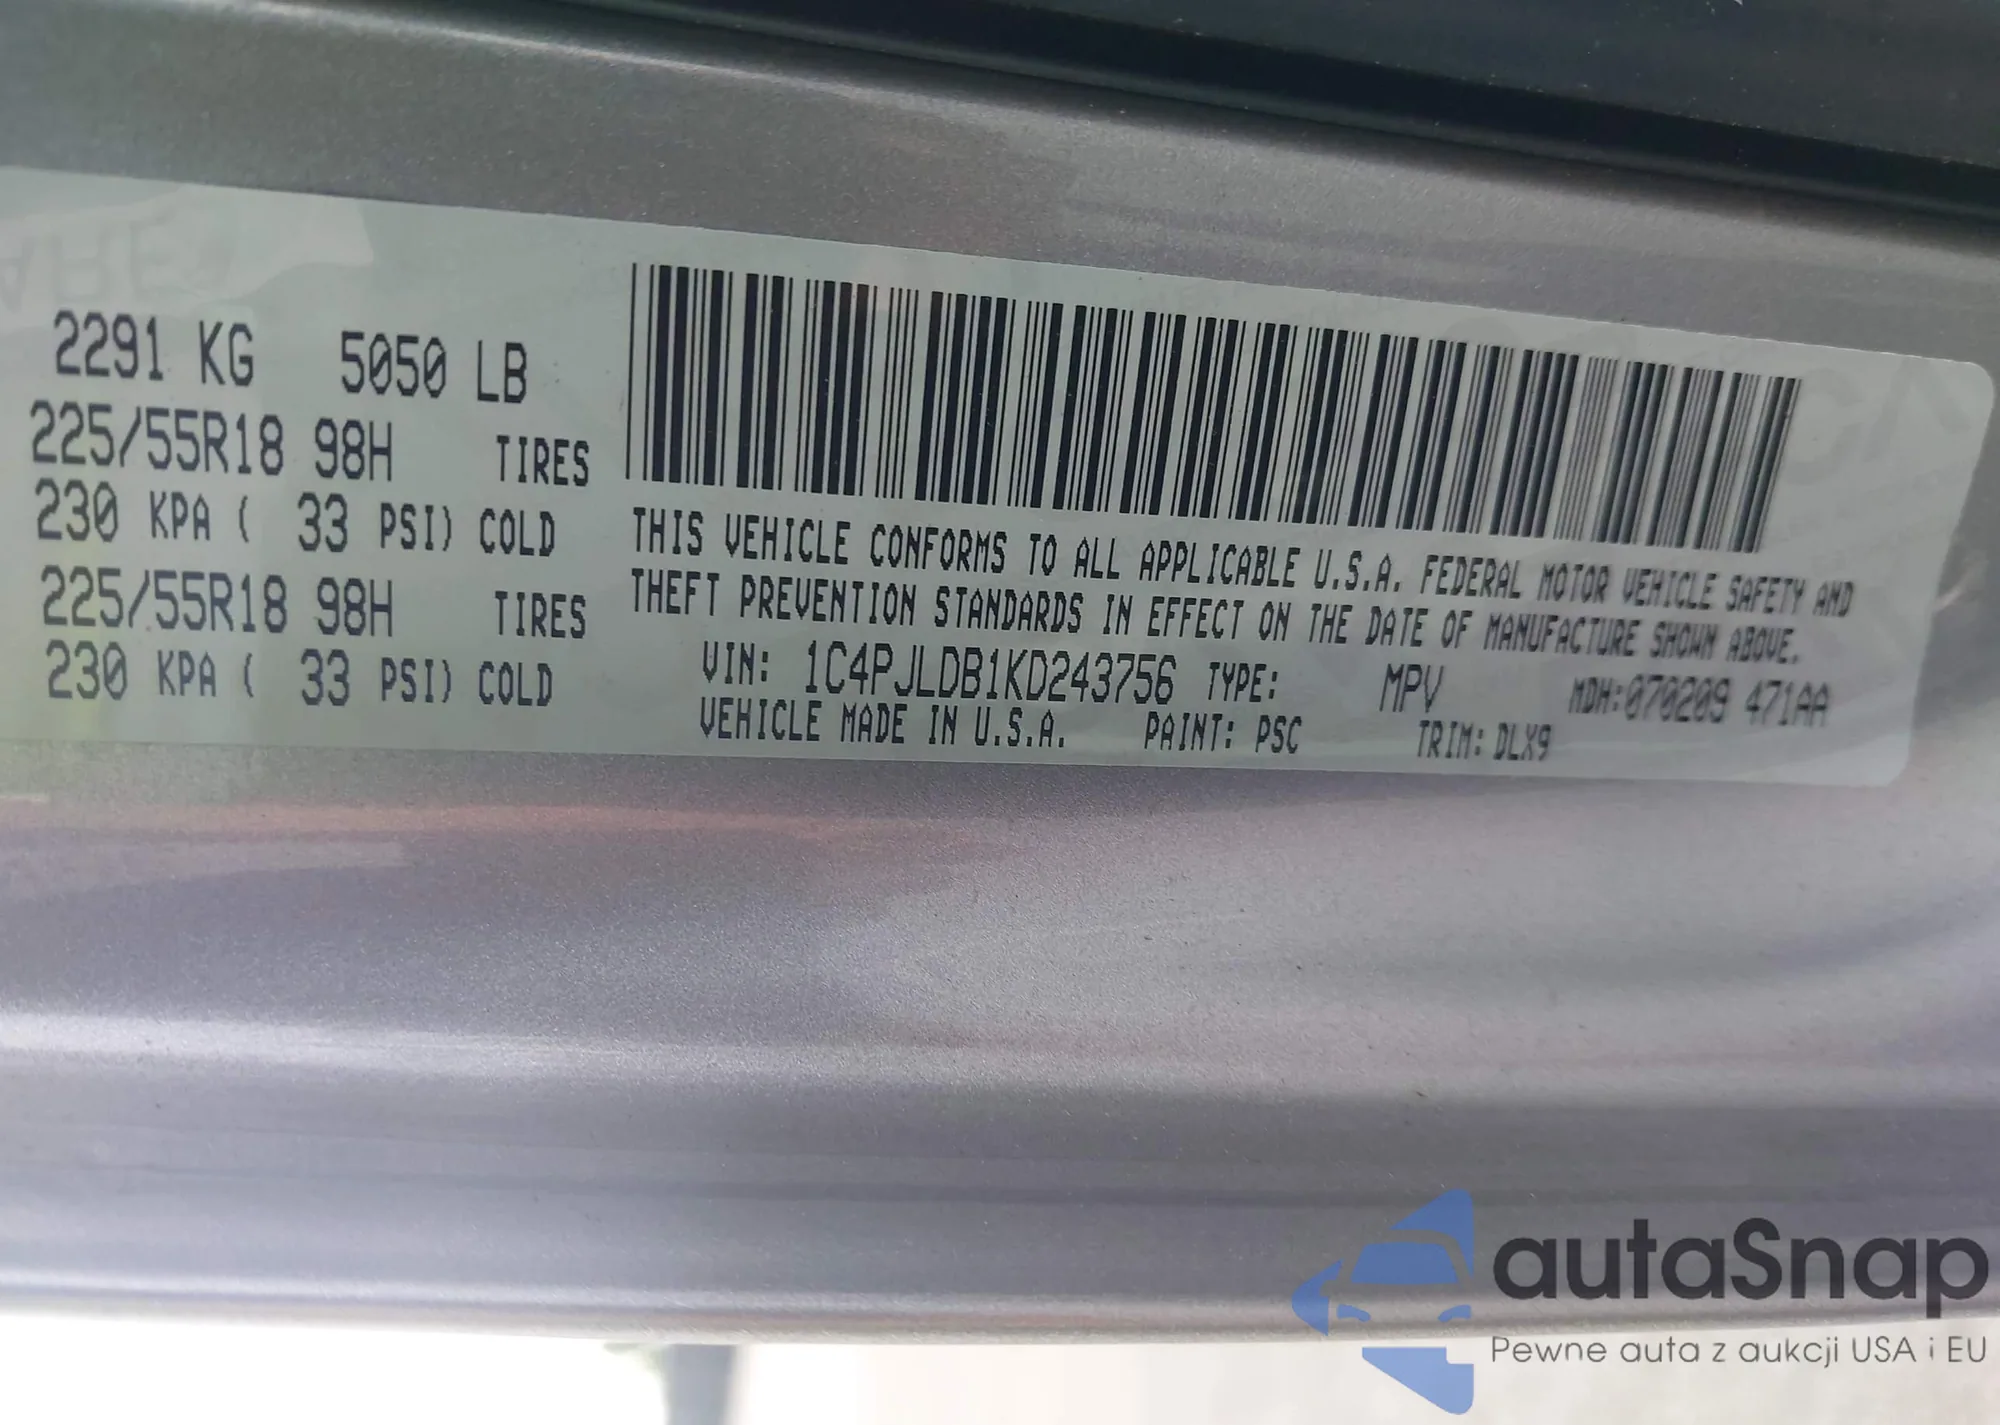 2291 KG 5050 LB
225/55R18 98H TIRES
230 KPA ( 33 PSI) COLD
225/55R18 98H TIRES
230 KPA ( 33 PSI) COLD
THIS VEHICLE CONFORMS TO ALL APPLICABLE U.S.A. FEDERAL MOTOR VEHICLE SAFETY AND
THEFT PREVENTION STANDARDS IN EFFECT ON THE DATE OF MANUFACTURE SHOWN ABOVE.
VIN: 1C4PJLDB1KD243756 TYPE: MPV MDH:070209 471AA
VEHICLE MADE IN U.S.A. PAINT: PSC TRIM: DLX9
autaSnap
Pewne auta z aukcji USA i EU